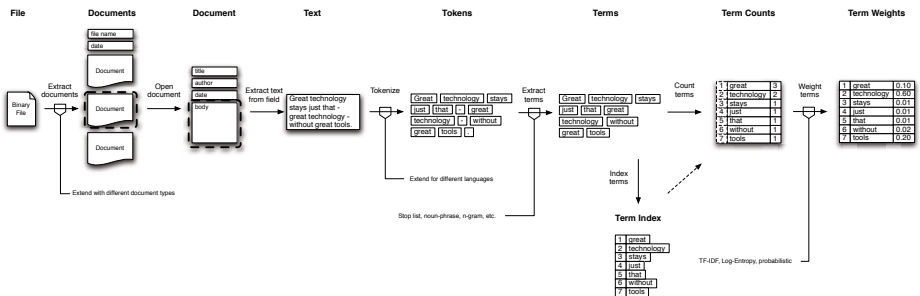 File
Documents
Document
Text
Tokens
Terms
Term Counts
Term Weights
file name
date
Document
Document
Document
Binary
File
Extract
documents
Extend with different document types
Open
document
title
author
date
body
Extract text
from field
Great technology
stays just that -
great technology -
without great tools.
Tokenize
Extend for different languages
Great technology stays
just that - great
technology - without
great tools .
Extract
terms
Stop list, noun-phrase, n-gram, etc.
Great technology stays
just that great
technology without
great tools
Count
terms
Index
terms
Term Index
1 great
2 technology
3 stays
4 just
5 that
6 without
7 tools
1 great 3
2 technology 2
3 stays 1
4 just 1
5 that 1
6 without 1
7 tools 1
Weight
terms
TF-IDF, Log-Entropy, probabilistic
1 great 0.10
2 technology 0.60
3 stays 0.01
4 just 0.01
5 that 0.01
6 without 0.02
7 tools 0.20